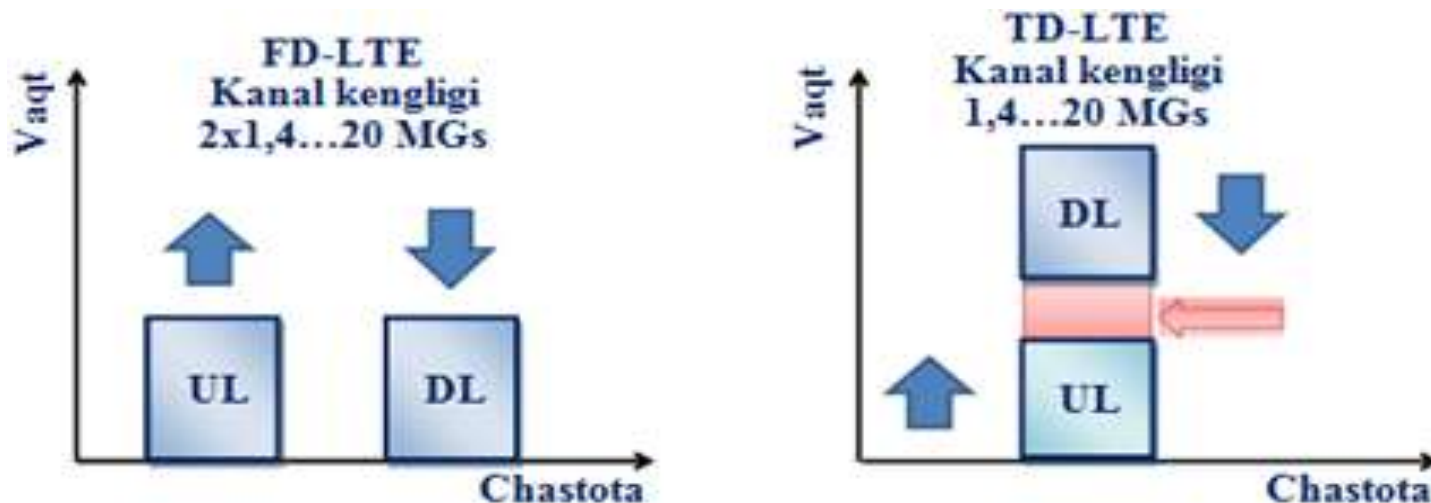 FD-LTE
Kanal kengligi
2x1,4...20 MGs
Vaqt
UL
DL
Chastota
TD-LTE
Kanal kengligi
1,4...20 MGs
Vaqt
DL
UL
Chastota